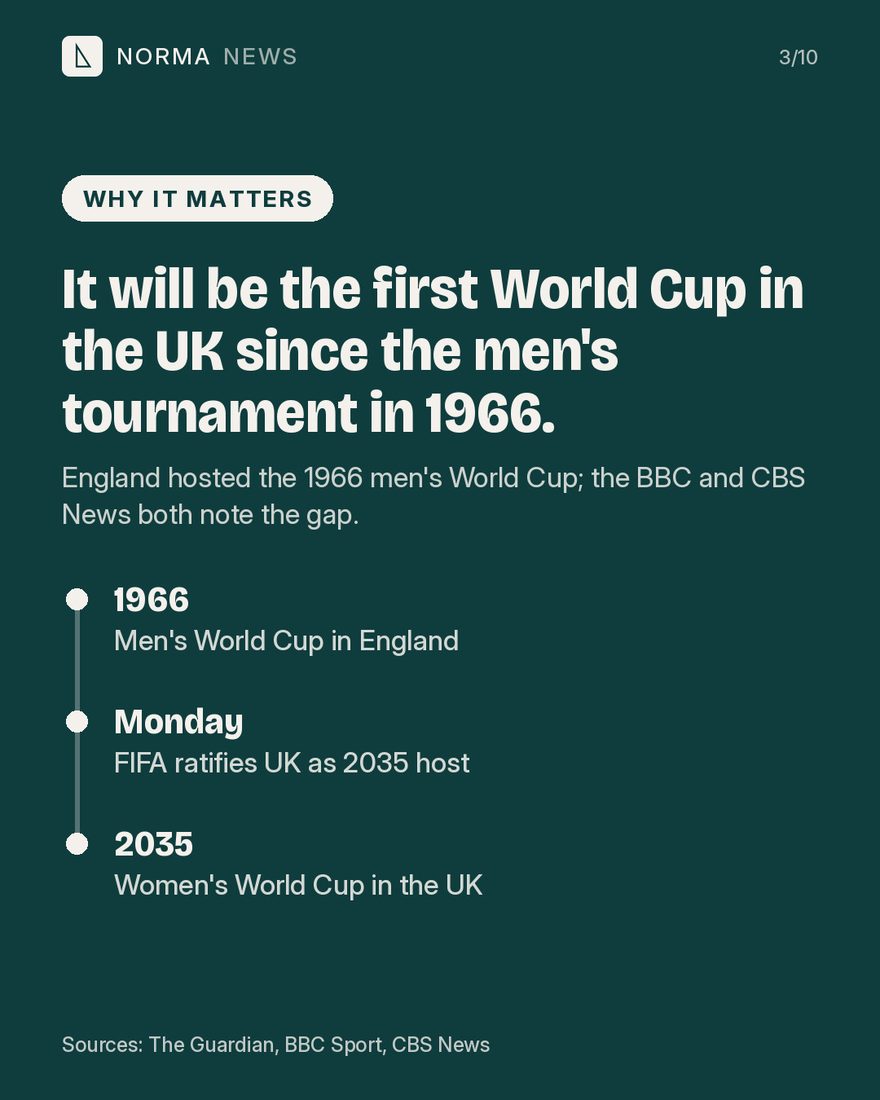 NORMA NEWS
3/10
WHY IT MATTERS
It will be the first World Cup in
the UK since the men's
tournament in 1966.
England hosted the 1966 men's World Cup; the BBC and CBS
News both note the gap.
1966
Men's World Cup in England
Monday
FIFA ratifies UK as 2035 host
2035
Women's World Cup in the UK
Sources: The Guardian, BBC Sport, CBS News